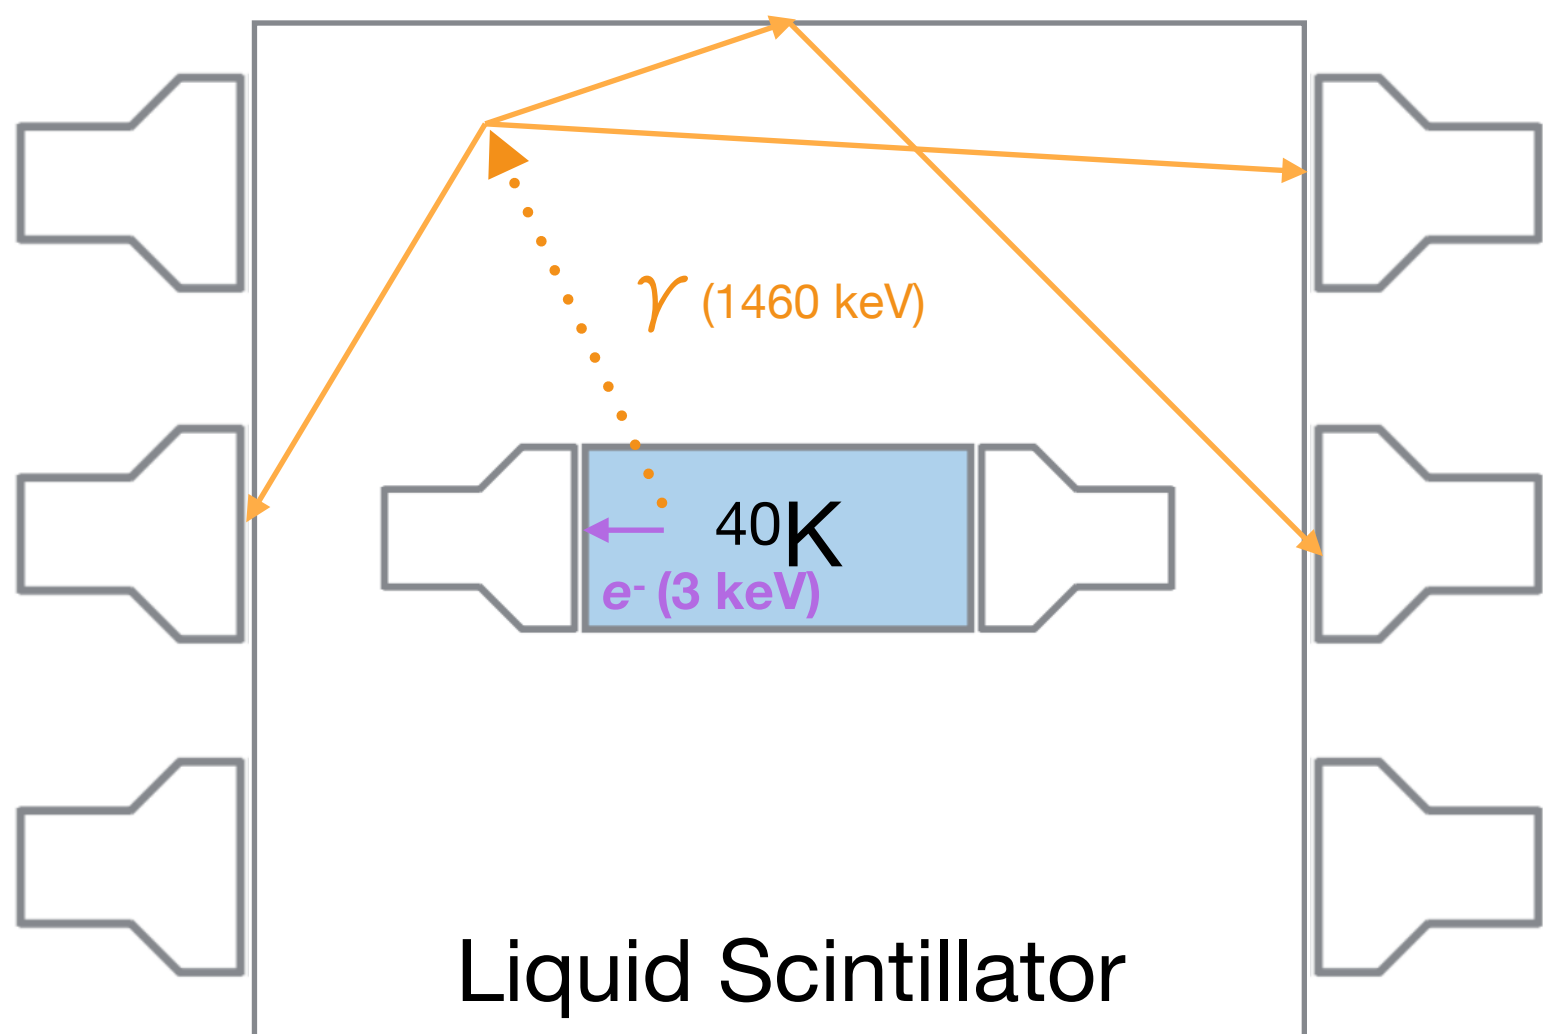 γ (1460 keV)
⁴⁰K
e⁻ (3 keV)
Liquid Scintillator